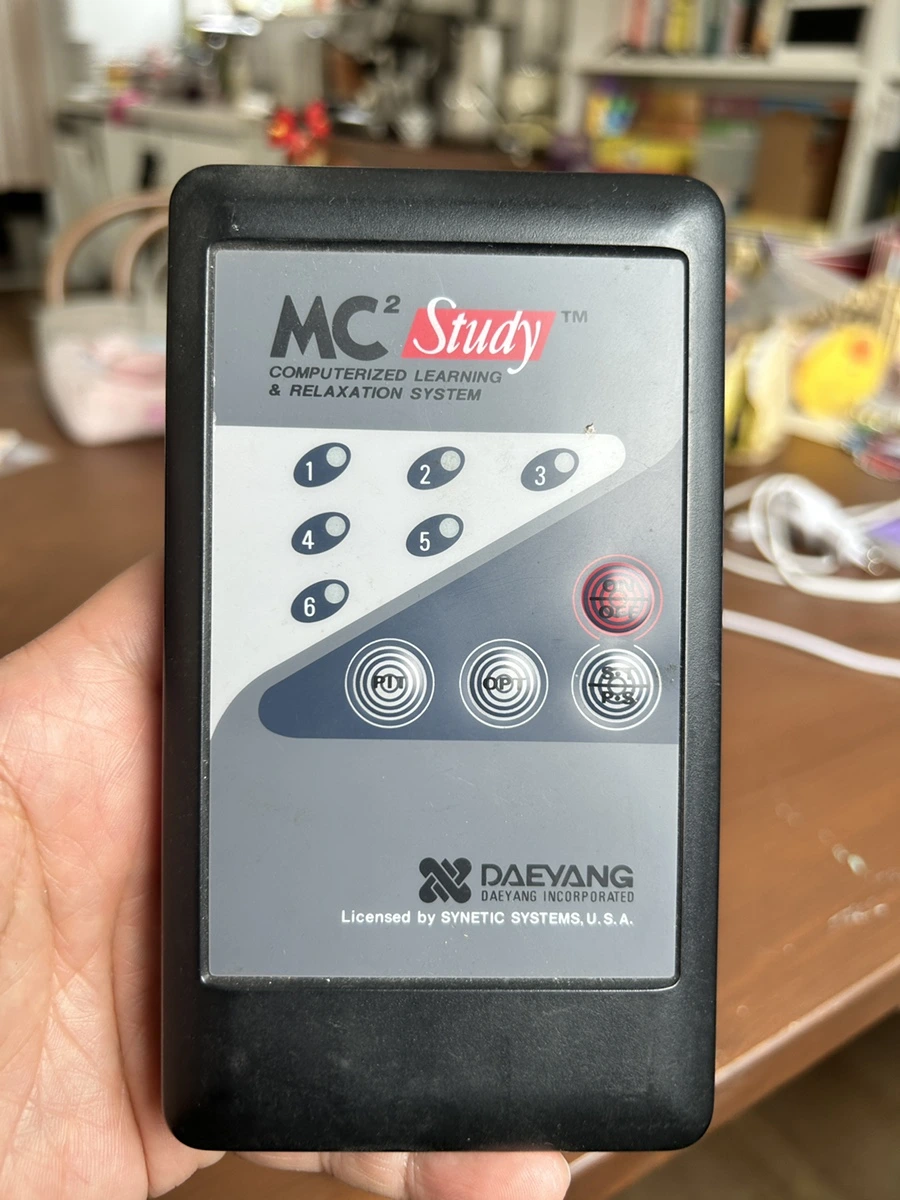 MC² Study™
COMPUTERIZED LEARNING
& RELAXATION SYSTEM
1 2 3
4 5
6
ON
OFF
PIT OPT S•T
P•S
DAEYANG
DAEYANG INCORPORATED
Licensed by SYNETIC SYSTEMS, U.S.A.